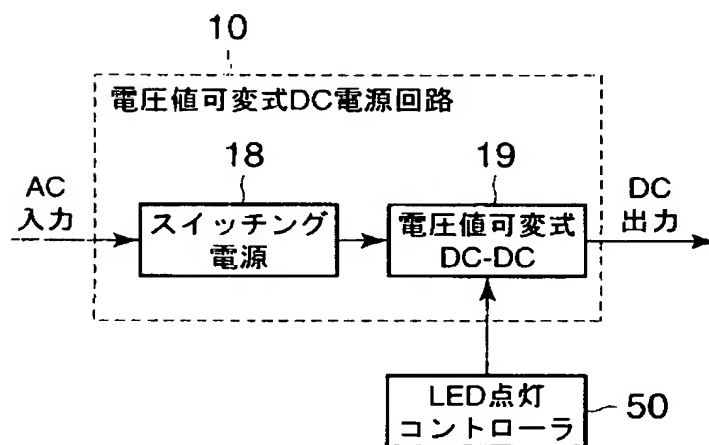 10
電圧値可変式DC電源回路
18
19
AC
入力
スイッチング
電源
電圧値可変式
DC-DC
DC
出力
LED点灯
コントローラ
50